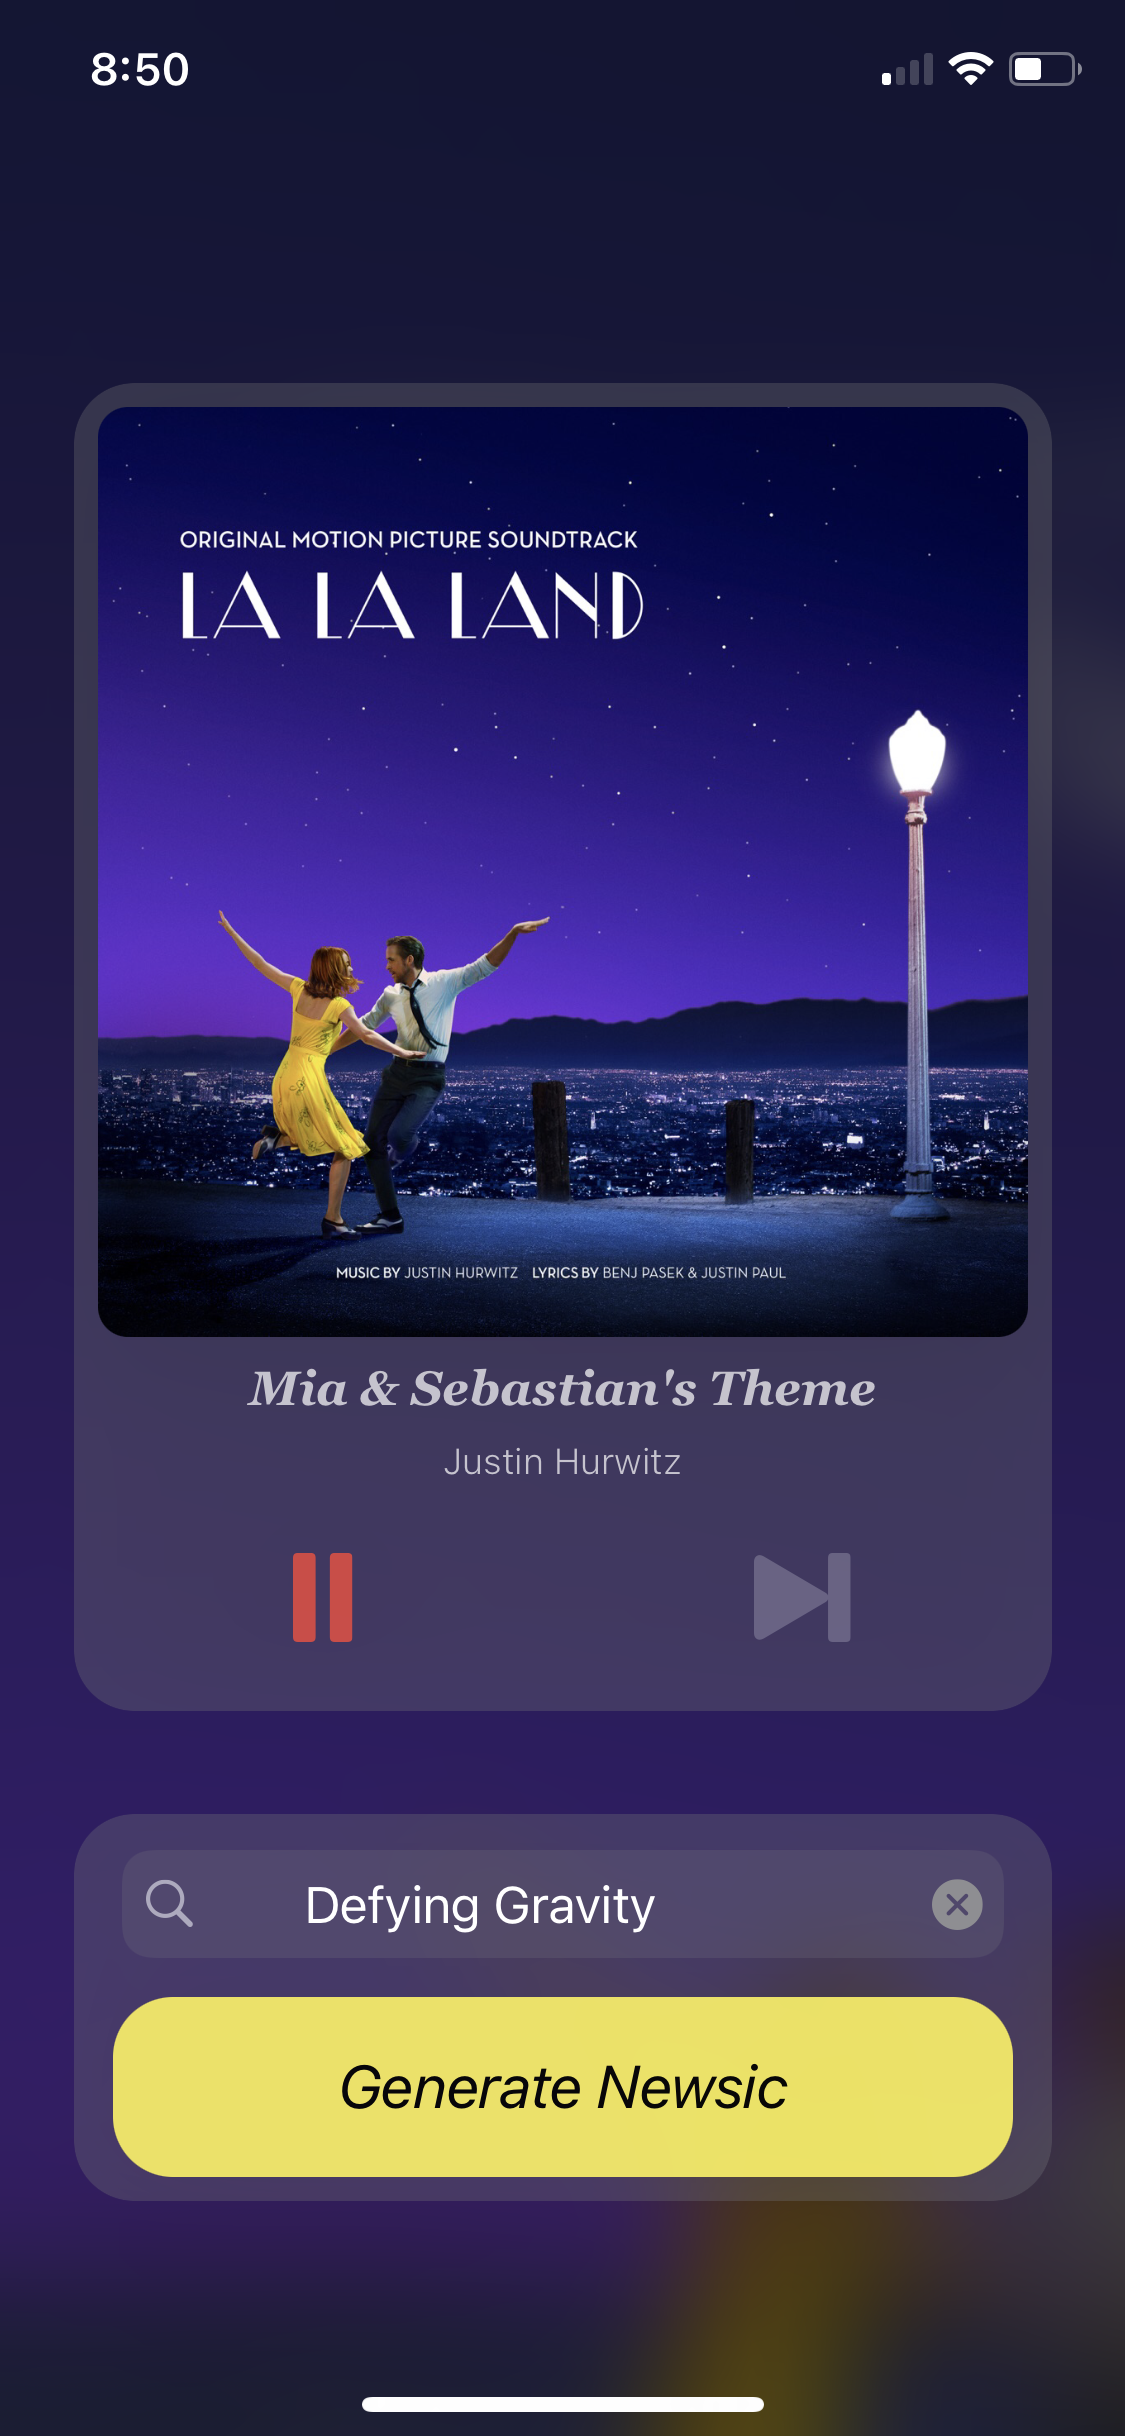 8:50
ORIGINAL MOTION PICTURE SOUNDTRACK
LA LA LAND
MUSIC BY JUSTIN HURWITZ LYRICS BY BENJ PASEK & JUSTIN PAUL
Mia & Sebastian's Theme
Justin Hurwitz
Defying Gravity
Generate Newsic